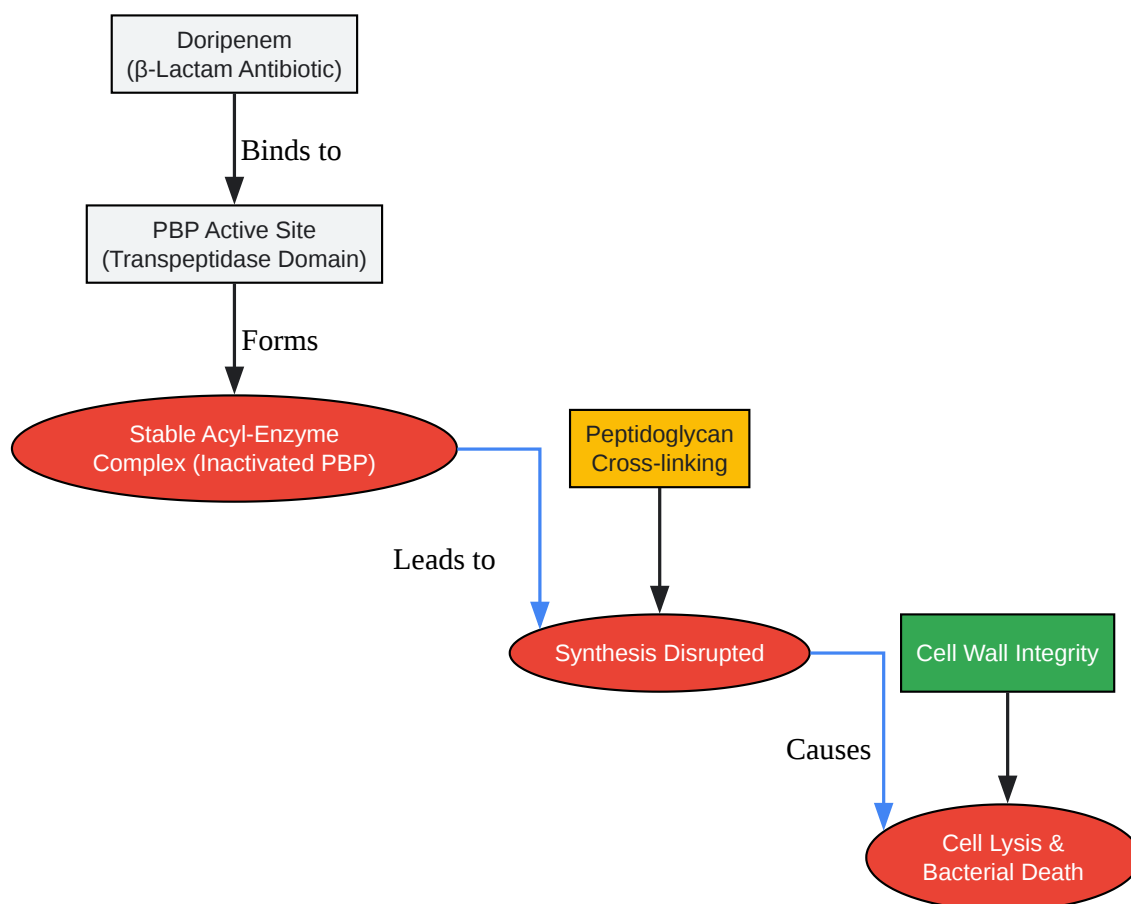 Doripenem
(β-Lactam Antibiotic)
Binds to
PBP Active Site
(Transpeptidase Domain)
Forms
Stable Acyl-Enzyme
Complex (Inactivated PBP)
Peptidoglycan
Cross-linking
Leads to
Synthesis Disrupted
Cell Wall Integrity
Causes
Cell Lysis &
Bacterial Death